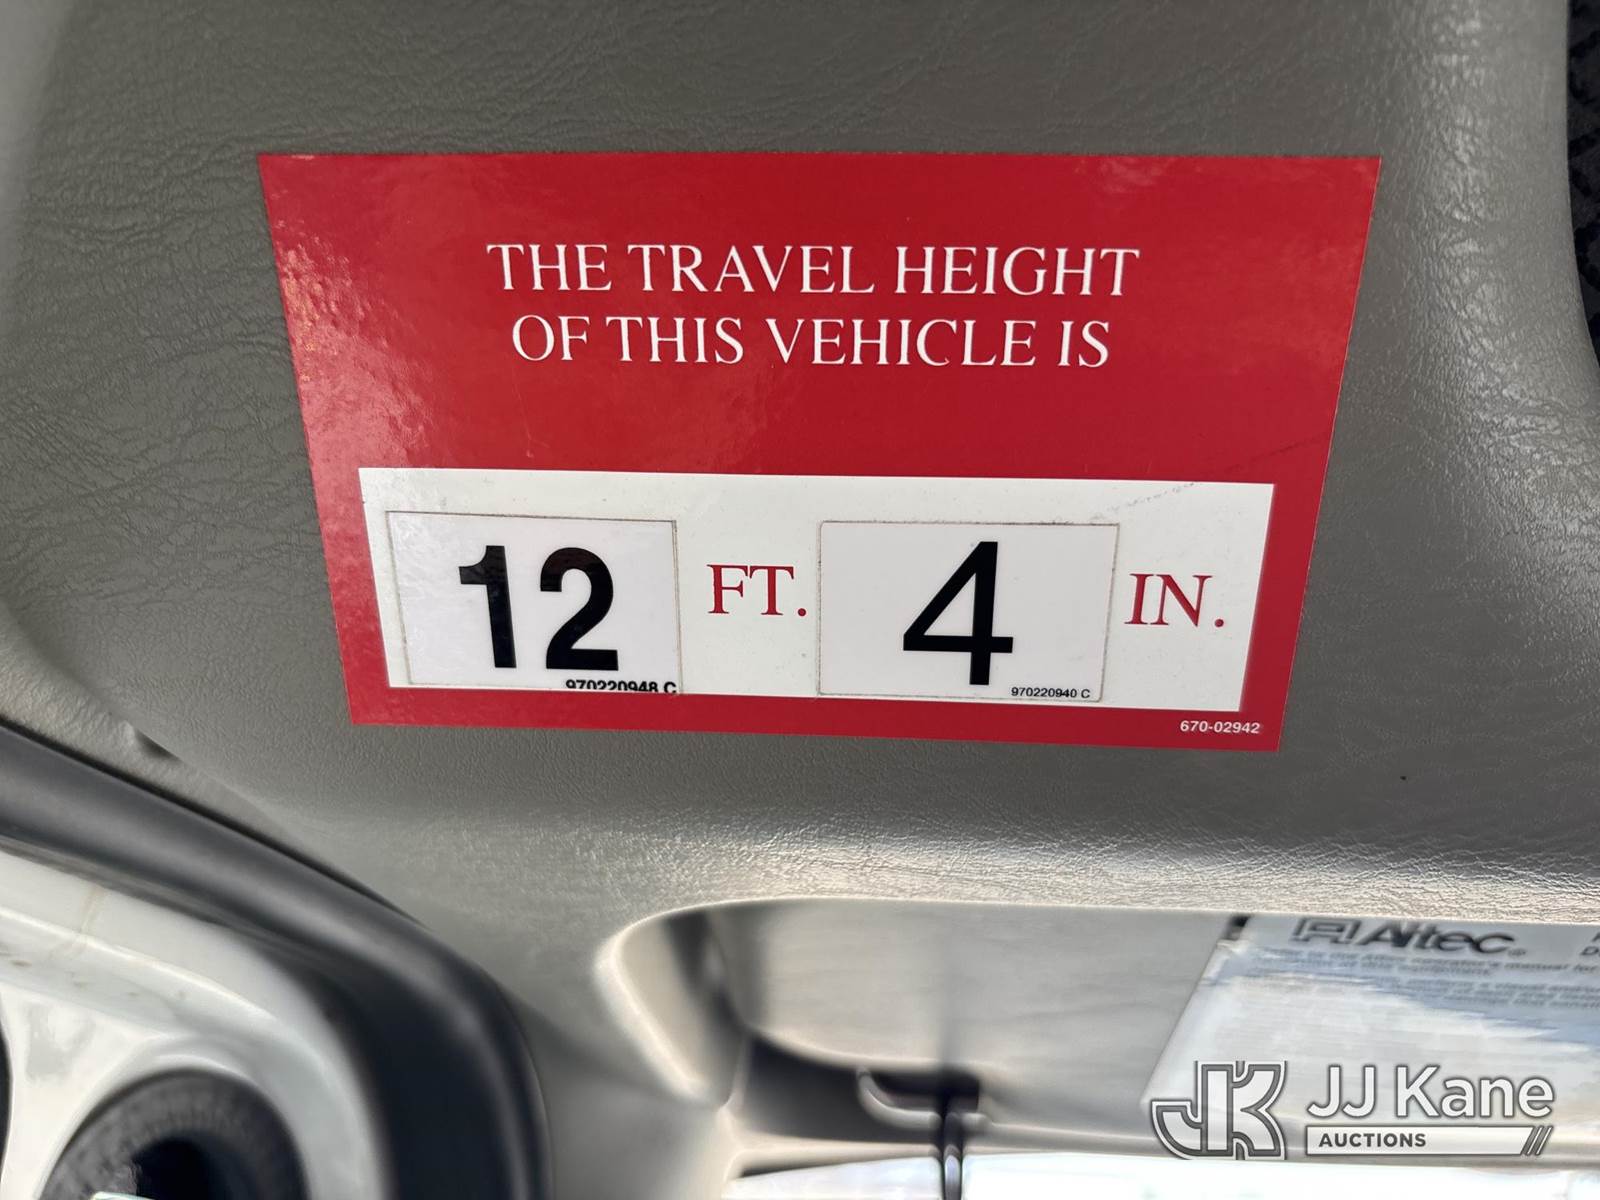 THE TRAVEL HEIGHT
OF THIS VEHICLE IS
12 FT. 4 IN.
970220948 C
970220940 C
670-02942
Altec
JJ Kane
AUCTIONS